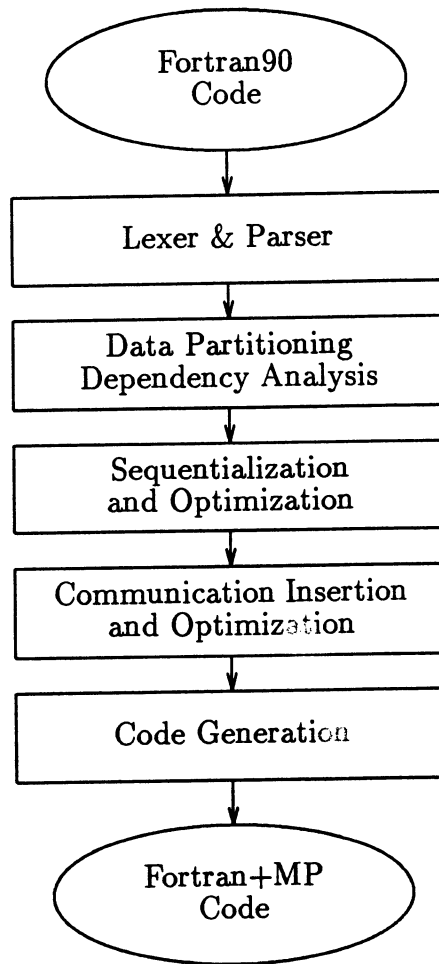 Fortran90
Code
Lexer & Parser
Data Partitioning
Dependency Analysis
Sequentialization
and Optimization
Communication Insertion
and Optimization
Code Generation
Fortran+MP
Code